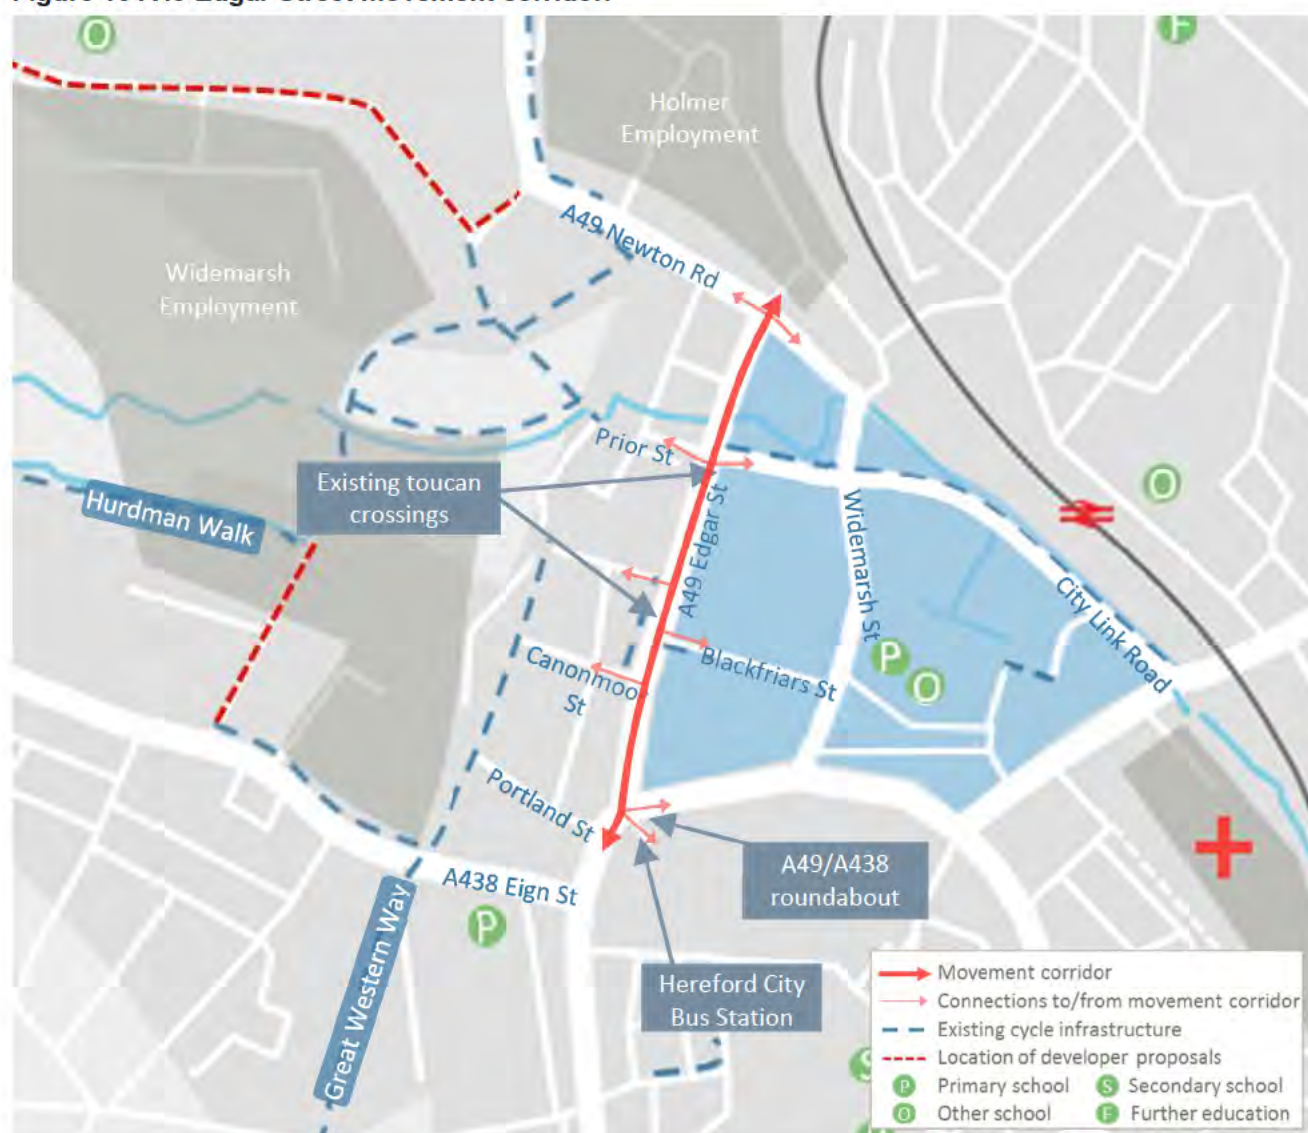 O
F
Holmer
Employment
A49 Newton Rd
Widemarsh
Employment
Prior St
Existing toucan
crossings
Hurdman Walk
A49 Edgar St
Widemarsh St
O
City Link Road
P
O
Blackfriars St
Canonmoo
St
Portland St
A49/A438
roundabout
A438 Eign St
P
Great Western Way
Hereford City
Bus Station
S
Movement corridor
Connections to/from movement corridor
Existing cycle infrastructure
Location of developer proposals
P Primary school S Secondary school
O Other school F Further education